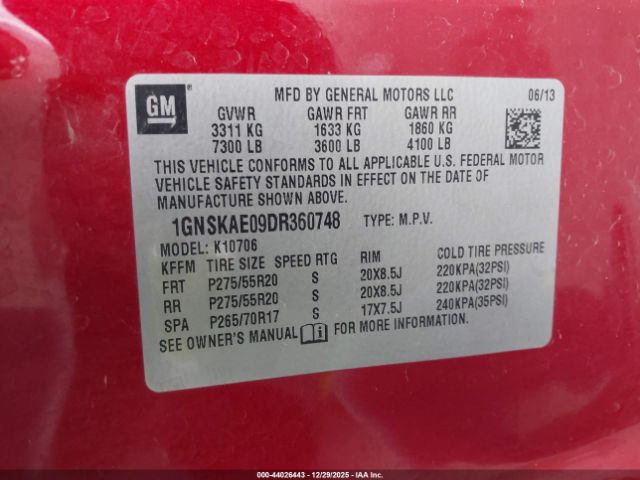 GM ®
MFD BY GENERAL MOTORS LLC 06/13
GVWR GAWR FRT GAWR RR
3311 KG 1633 KG 1860 KG
7300 LB 3600 LB 4100 LB
THIS VEHICLE CONFORMS TO ALL APPLICABLE U.S. FEDERAL MOTOR
VEHICLE SAFETY STANDARDS IN EFFECT ON THE DATE OF
MANUFACTURE SHOWN ABOVE.
1GNSKAE09DR360748 TYPE: M.P.V.
MODEL: K10706
KFFM TIRE SIZE SPEED RTG RIM COLD TIRE PRESSURE
FRT P275/55R20 S 20X8.5J 220KPA(32PSI)
RR P275/55R20 S 20X8.5J 220KPA(32PSI)
SPA P265/70R17 S 17X7.5J 240KPA(35PSI)
SEE OWNER'S MANUAL i FOR MORE INFORMATION.
000-44026443 | 12/29/2025 - IAAI.COM